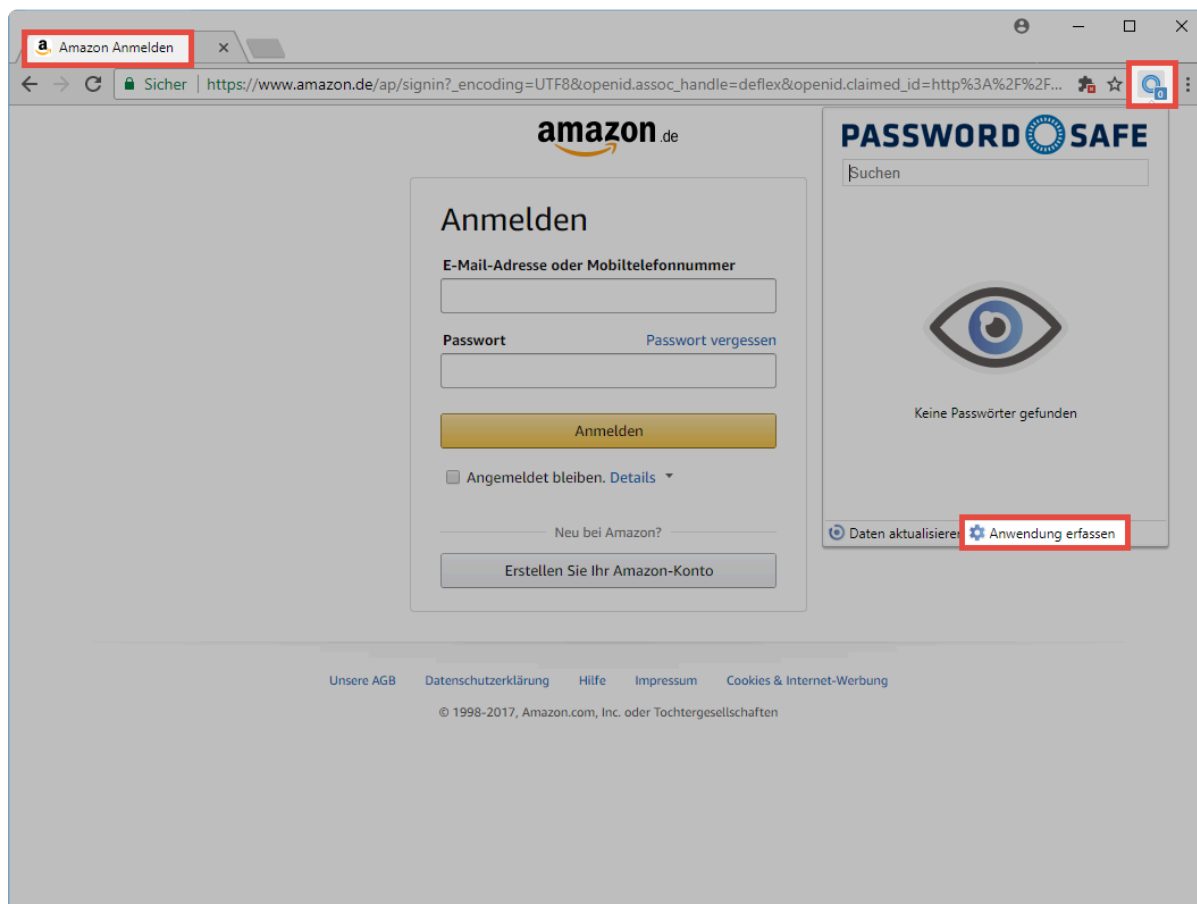 Amazon Anmelden
Sicher | https://www.amazon.de/ap/signin?_encoding=UTF8&openid.assoc_handle=deflex&openid.claimed_id=http%3A%2F%2F...
0
amazon.de
Anmelden
E-Mail-Adresse oder Mobiltelefonnummer
Passwort Passwort vergessen
Anmelden
Angemeldet bleiben. Details
Neu bei Amazon?
Erstellen Sie Ihr Amazon-Konto
PASSWORD SAFE
Suchen
Keine Passwörter gefunden
Daten aktualisieren Anwendung erfassen
Unsere AGB Datenschutzerklärung Hilfe Impressum Cookies & Internet-Werbung
© 1998-2017, Amazon.com, Inc. oder Tochtergesellschaften